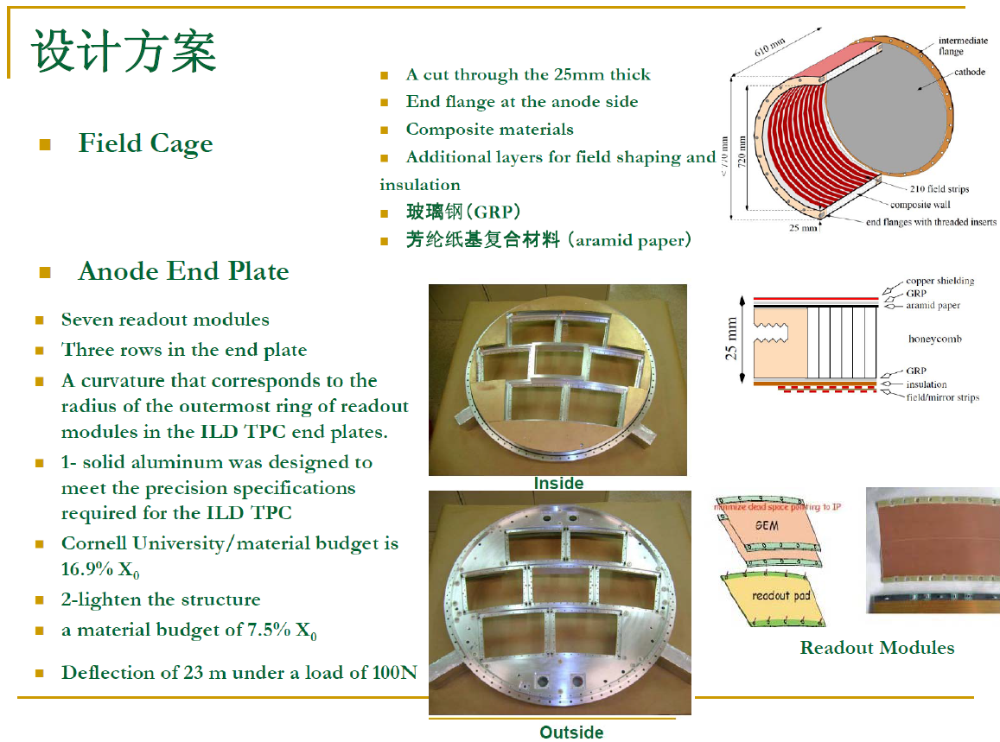 设计方案
Field Cage
A cut through the 25mm thick
End flange at the anode side
Composite materials
Additional layers for field shaping and
insulation
玻璃钢（GRP）
芳纶纸基复合材料（aramid paper）
610 mm
intermediate
flange
cathode
< 770 mm
720 mm
210 field strips
composite wall
end flanges with threaded inserts
25 mm
Anode End Plate
Seven readout modules
Three rows in the end plate
A curvature that corresponds to the
radius of the outermost ring of readout
modules in the ILD TPC end plates.
1- solid aluminum was designed to
meet the precision specifications
required for the ILD TPC
Cornell University/material budget is
16.9% X₀
2-lighten the structure
a material budget of 7.5% X₀
Deflection of 23 m under a load of 100N
Inside
Outside
copper shielding
GRP
aramid paper
25 mm
honeycomb
GRP
insulation
field/mirror strips
minimize dead space pointing to IP
GEM
readout pad
Readout Modules